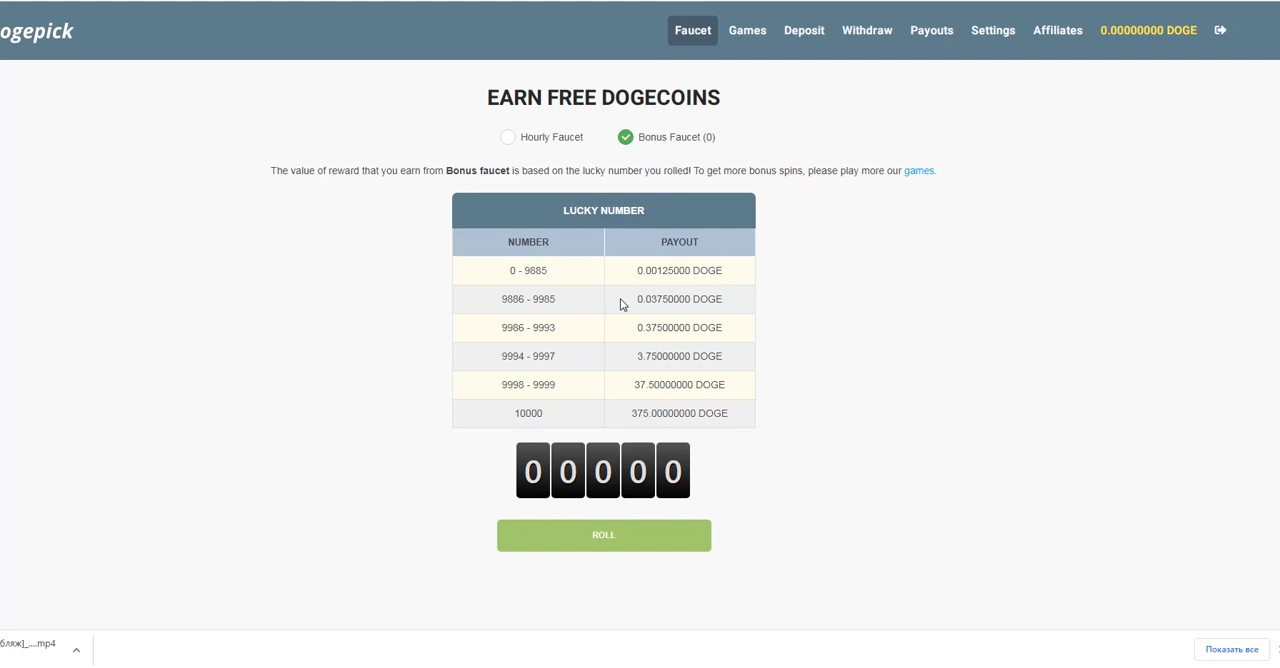 ogepick
Faucet Games Deposit Withdraw Payouts Settings Affiliates 0.00000000 DOGE
EARN FREE DOGECOINS
Hourly Faucet Bonus Faucet (0)
The value of reward that you earn from Bonus faucet is based on the lucky number you rolled! To get more bonus spins, please play more our games.
LUCKY NUMBER
NUMBER PAYOUT
0 - 9885 0.00125000 DOGE
9886 - 9985 0.03750000 DOGE
9986 - 9993 0.37500000 DOGE
9994 - 9997 3.75000000 DOGE
9998 - 9999 37.50000000 DOGE
10000 375.00000000 DOGE
0 0 0 0 0
ROLL
бляж]_....mp4 Показать все